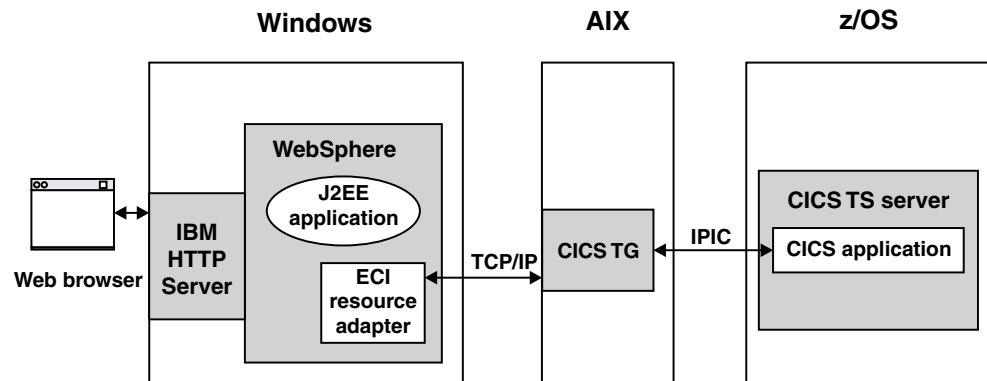 Windows
AIX
z/OS
WebSphere
J2EE
application
IBM
HTTP
Server
Web browser
ECI
resource
adapter
TCP/IP
CICS TG
IPIC
CICS TS server
CICS application